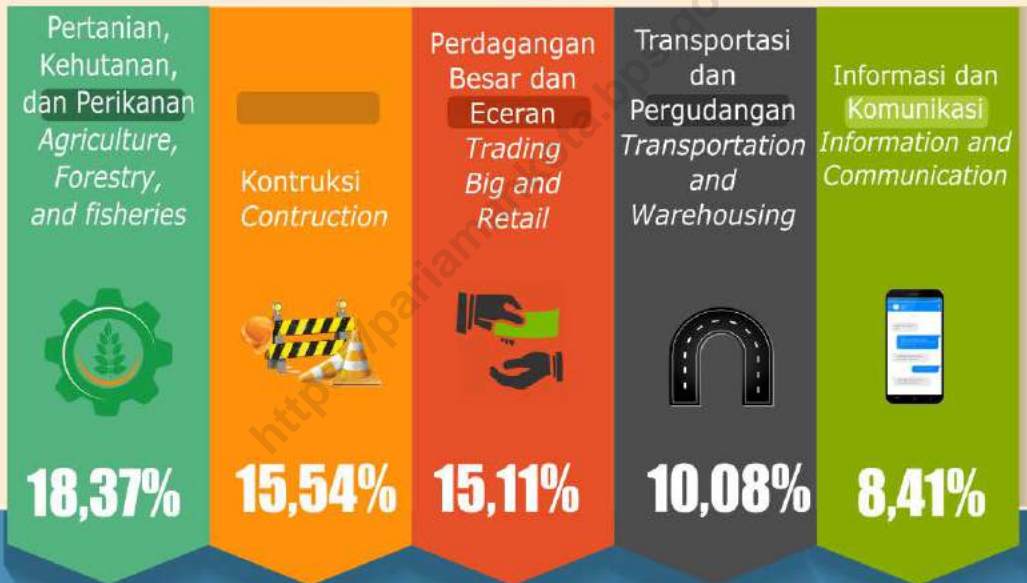 Pertanian,
Kehutanan,
dan Perikanan
Agriculture,
Forestry,
and fisheries
18,37%
Kontruksi
Contruction
15,54%
Perdagangan
Besar dan
Eceran
Trading
Big and
Retail
15,11%
Transportasi
dan
Pergudangan
Transportation
and
Warehousing
10,08%
Informasi dan
Komunikasi
Information and
Communication
8,41%